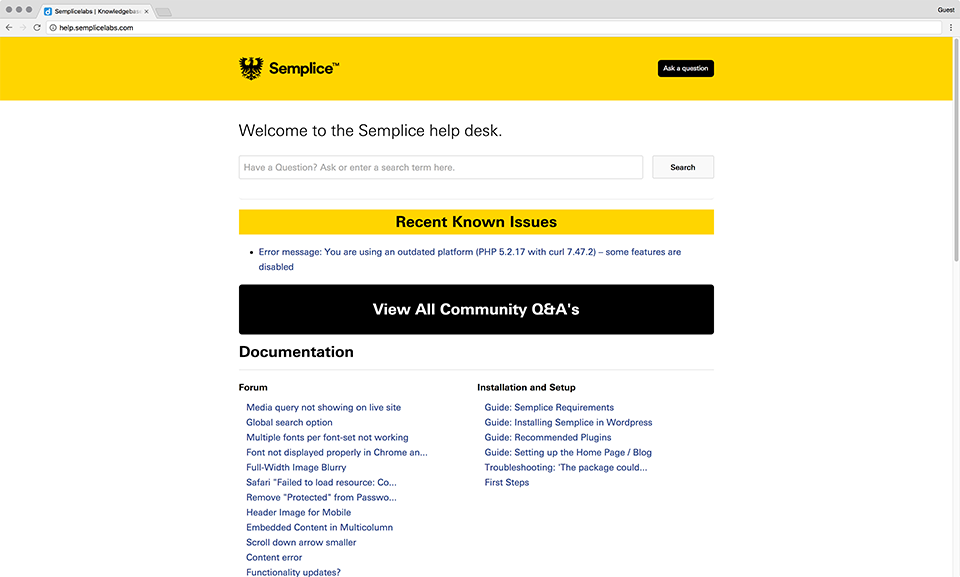 Semplicelabs | Knowledgebas
Guest
help.semplicelabs.com
Semplice™
Ask a question
Welcome to the Semplice help desk.
Have a Question? Ask or enter a search term here.
Search
Recent Known Issues
Error message: You are using an outdated platform (PHP 5.2.17 with curl 7.47.2) – some features are
disabled
View All Community Q&A's
Documentation
Forum
Media query not showing on live site
Global search option
Multiple fonts per font-set not working
Font not displayed properly in Chrome an...
Full-Width Image Blurry
Safari "Failed to load resource: Co...
Remove "Protected" from Passwo...
Header Image for Mobile
Embedded Content in Multicolumn
Scroll down arrow smaller
Content error
Functionality updates?
Installation and Setup
Guide: Semplice Requirements
Guide: Installing Semplice in Wordpress
Guide: Recommended Plugins
Guide: Setting up the Home Page / Blog
Troubleshooting: 'The package could...
First Steps